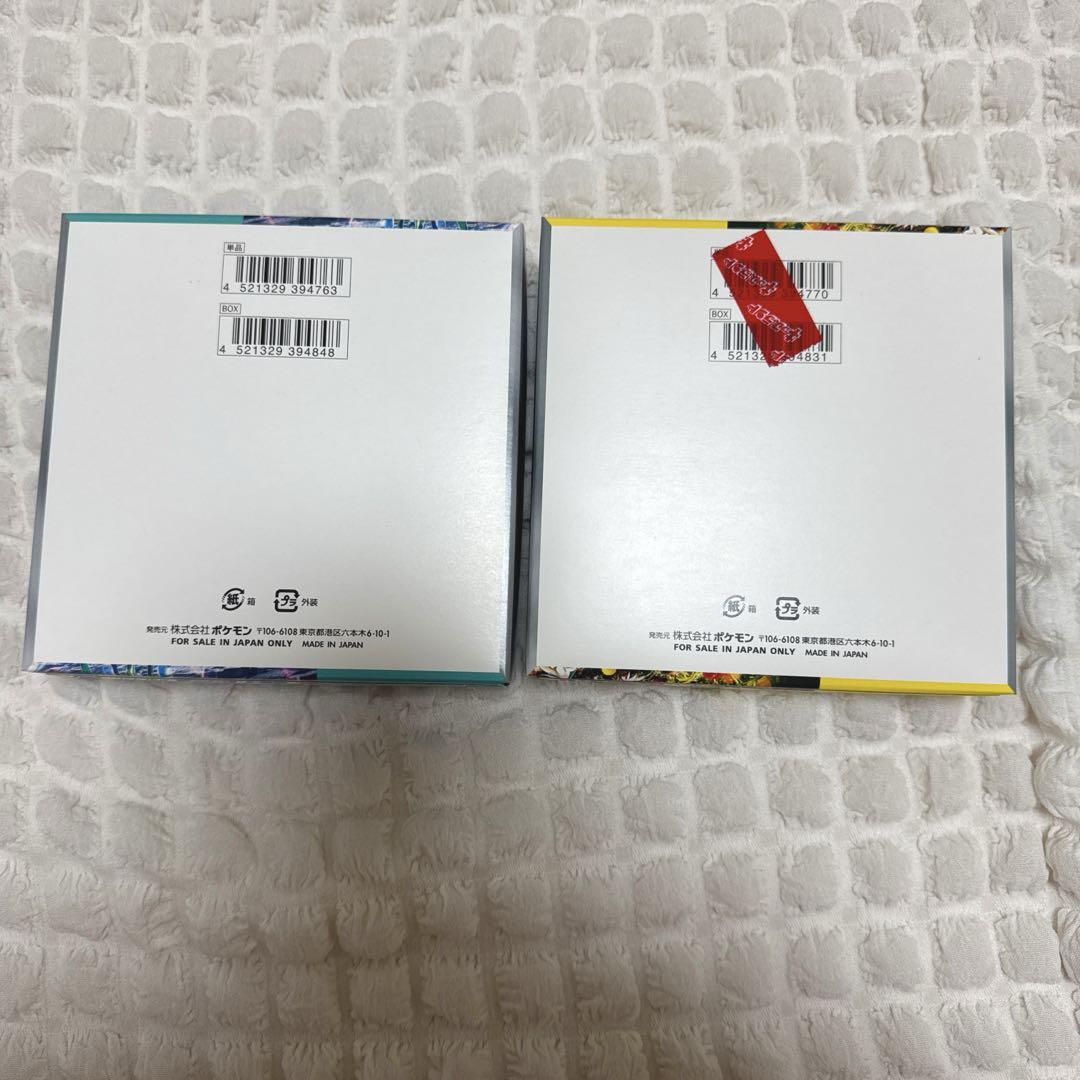 単品
4 521329 394763
BOX
4 521329 394848
紙 箱 プラ 外装
発売元 株式会社ポケモン 〒106-6108 東京都港区六本木6-10-1
FOR SALE IN JAPAN ONLY MADE IN JAPAN
4770
BOX
4831
紙 箱 プラ 外装
発売元 株式会社ポケモン 〒106-6108 東京都港区六本木6-10-1
FOR SALE IN JAPAN ONLY MADE IN JAPAN